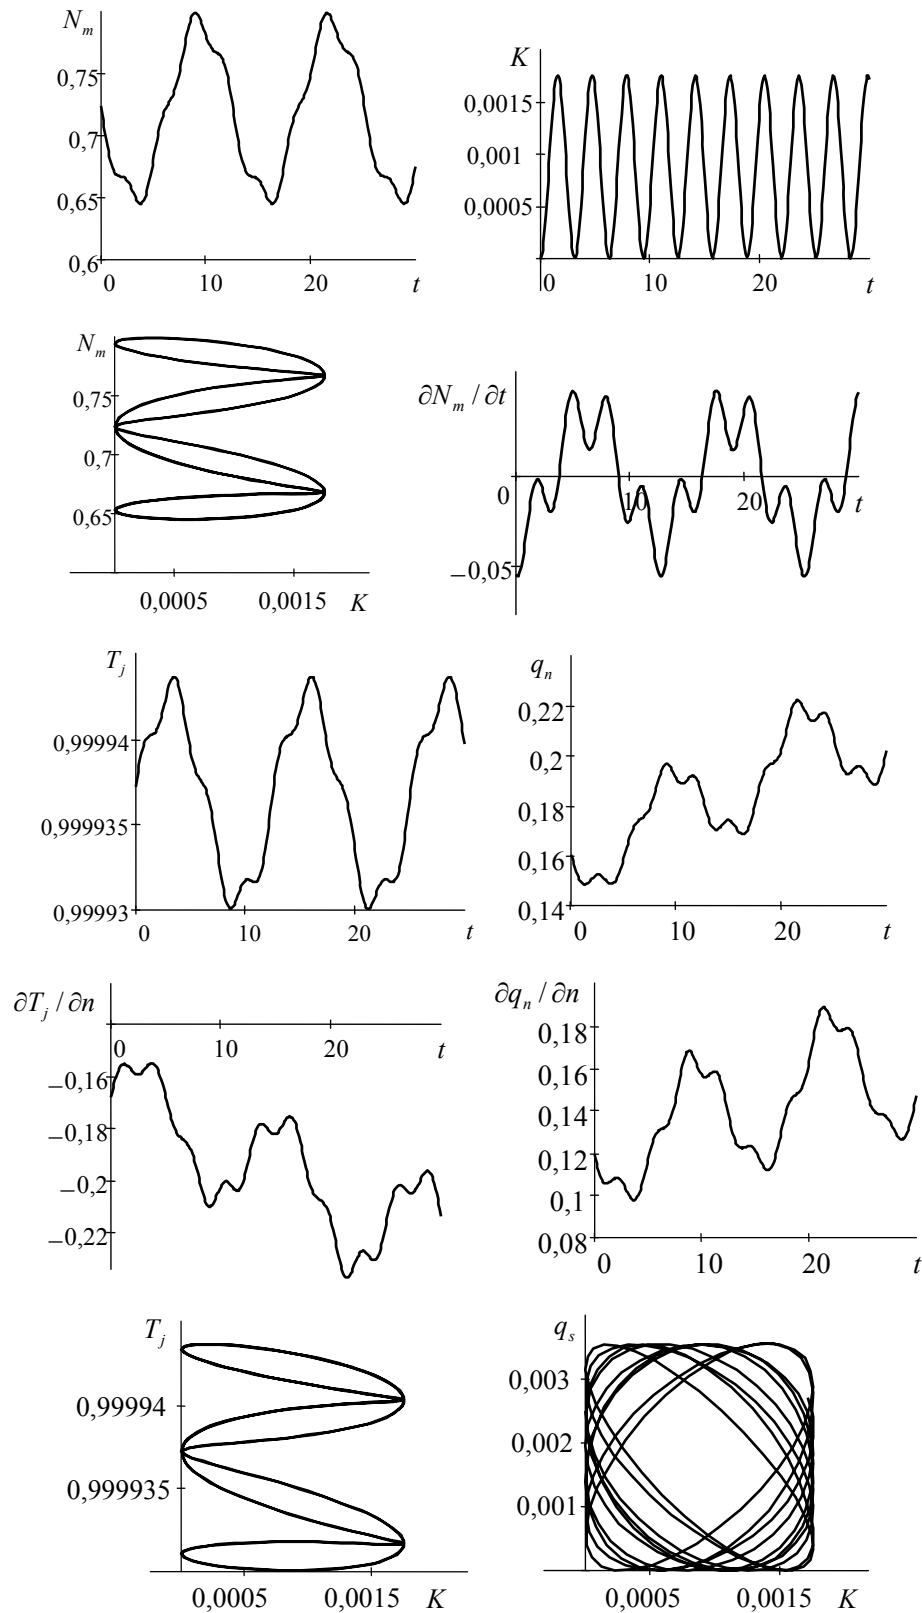 N_m
0,75
0,7
0,65
0,6
0 10 20 t
K
0,0015
0,001
0,0005
0 10 20 t
N_m
0,75
0,7
0,65
0,0005 0,0015 K
∂N_m / ∂t
0 10 20 t
−0,05
T_j
0,99994
0,999935
0,99993
0 10 20 t
q_n
0,22
0,2
0,18
0,16
0,14
0 10 20 t
∂T_j / ∂n
0 10 20 t
−0,16
−0,18
−0,2
−0,22
∂q_n / ∂n
0,18
0,16
0,14
0,12
0,1
0,08
0 10 20 t
T_j
0,99994
0,999935
0,0005 0,0015 K
q_s
0,003
0,002
0,001
0,0005 0,0015 K